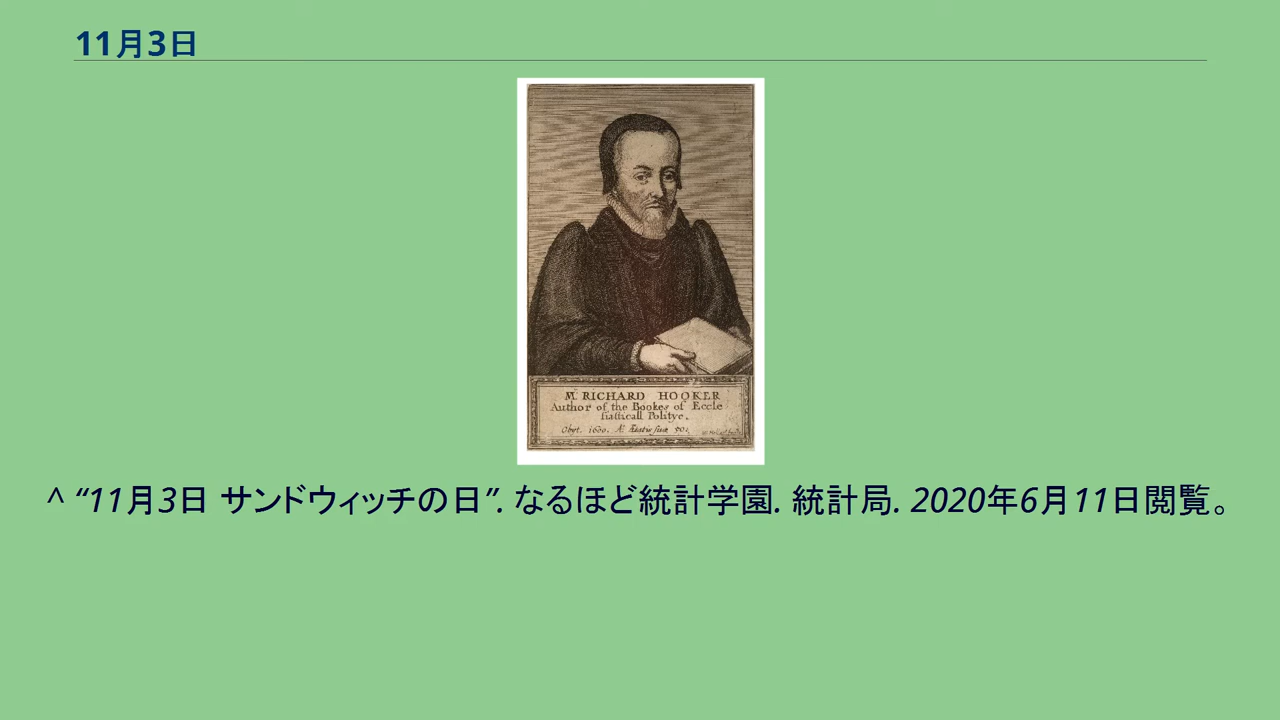 11月3日
Mr. RICHARD HOOKER
Author of the Bookes of Eccle
siasticall Politye.
Obijt. 1600. Ætatis suæ 50.
^ “11月3日 サンドウィッチの日”. なるほど統計学園. 統計局. 2020年6月11日閲覧。